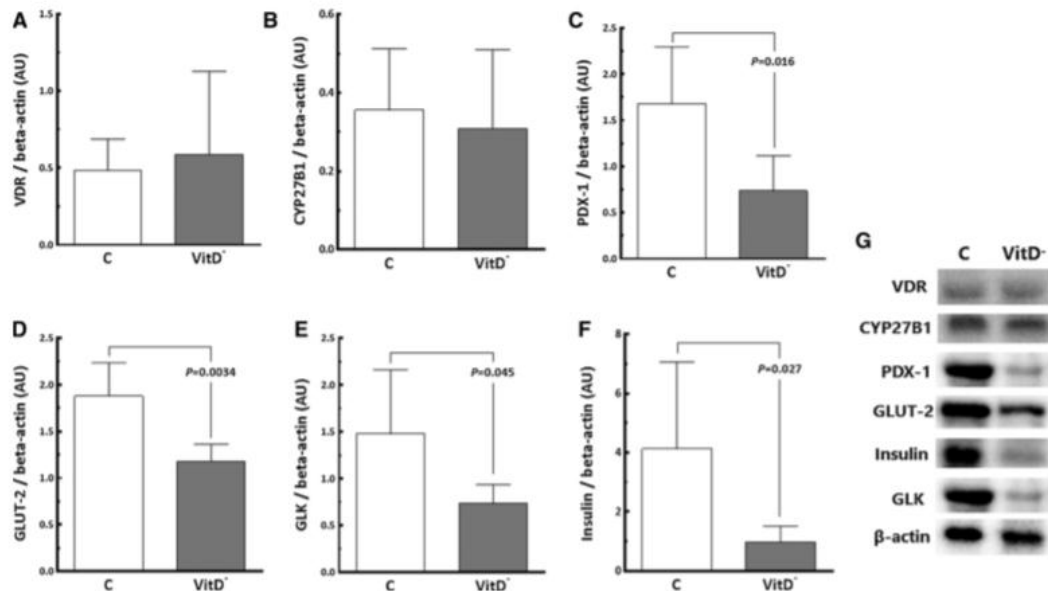 A
VDR / beta-actin (AU)
1.5
1.0
0.5
0.0
C
VitD-
B
CYP27B1 / beta-actin (AU)
0.6
0.4
0.2
0.0
C
VitD-
C
PDX-1 / beta-actin (AU)
2.5
2.0
1.5
1.0
0.5
0.0
P=0.016
C
VitD-
D
GLUT-2 / beta-actin (AU)
2.5
2.0
1.5
1.0
0.5
0.0
P=0.0034
C
VitD-
E
GLK / beta-actin (AU)
2.5
2.0
1.5
1.0
0.5
0.0
P=0.045
C
VitD-
F
Insulin / beta-actin (AU)
8
6
4
2
0
P=0.027
C
VitD-
G
C VitD-
VDR
CYP27B1
PDX-1
GLUT-2
Insulin
GLK
β-actin